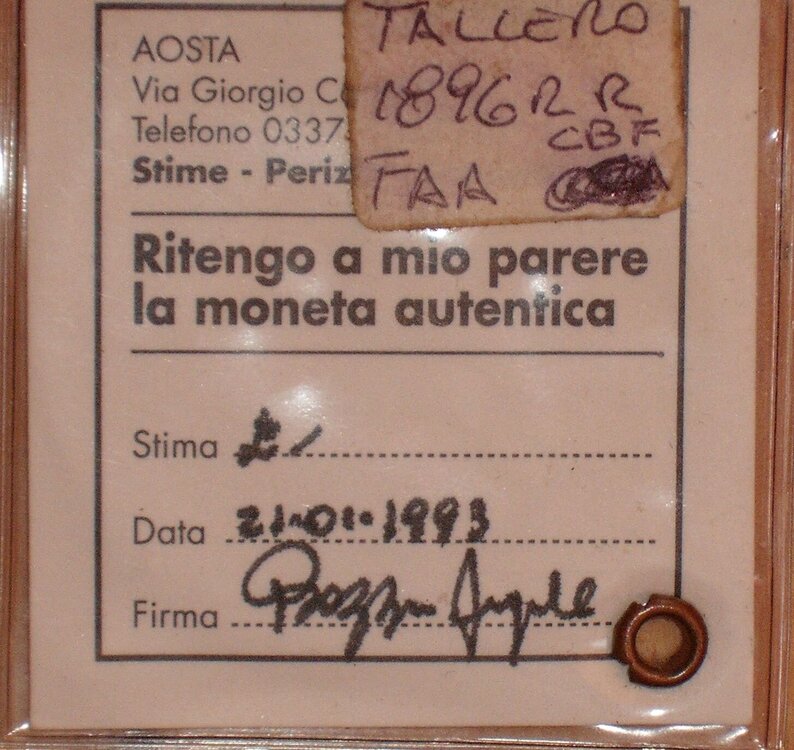 TALLERO
1896 R R
CBF
FAA
AOSTA
Via Giorgio
Telefono 0337
Stime - Periz
Ritengo a mio parere
la moneta autentica
Stima £
Data 21·01·1993
Firma